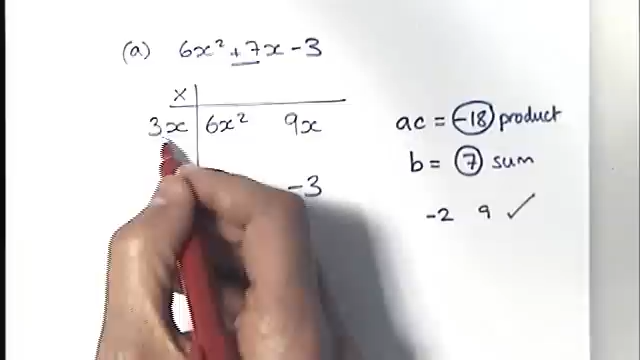 (a) 6x² + 7x - 3
×
3x 6x² 9x
-3
ac = -18 product
b = 7 sum
-2 9 ✓